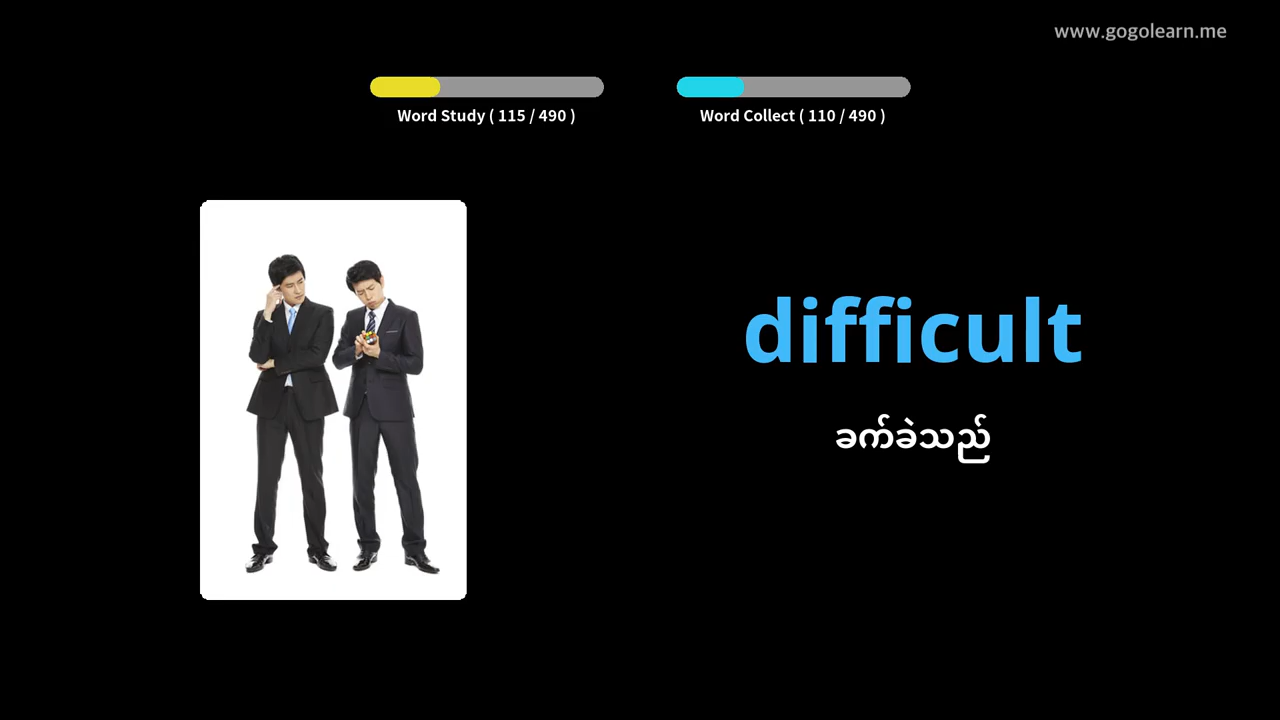 www.gogolearn.me
Word Study ( 115 / 490 )
Word Collect ( 110 / 490 )
difficult
ခက်ခဲသည်